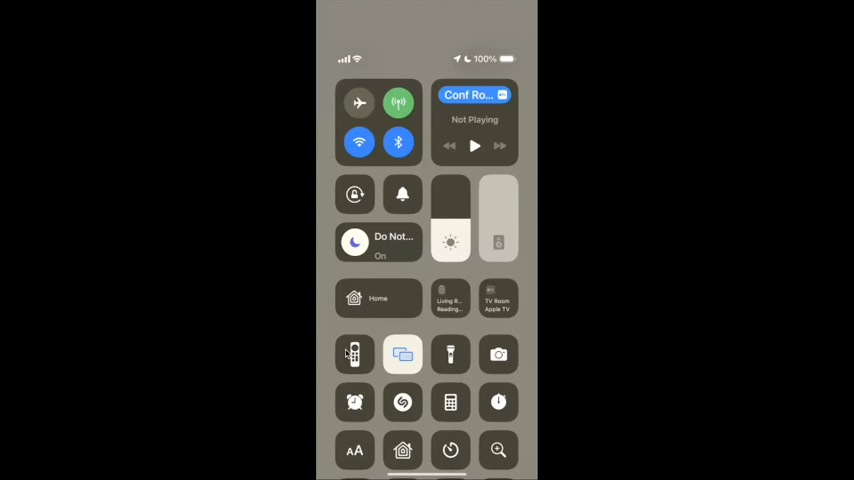 100%
Conf Ro...
Not Playing
Do Not...
On
Home
Living R...
Reading...
TV Room
Apple TV
AA